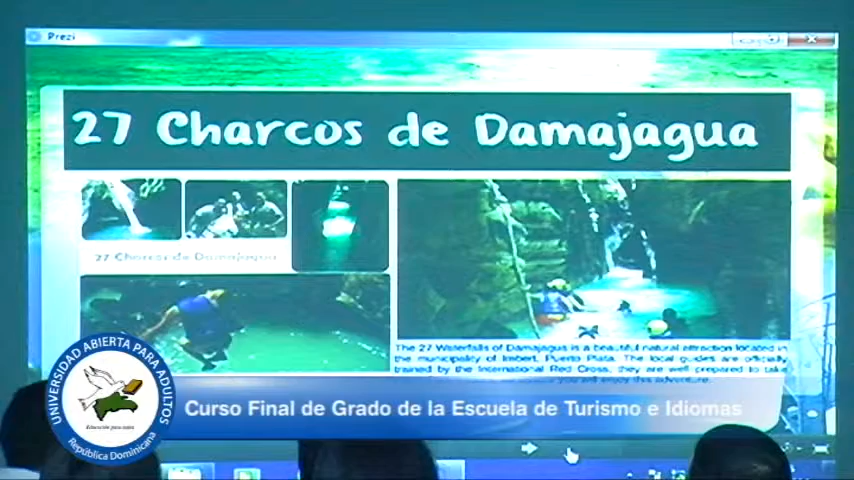 Prezi
27 Charcos de Damajagua
27 Charcos de Damajagua
The 27 Waterfalls of Damajagua is a beautiful natural attraction located in
the municipality of Imbert, Puerto Plata. The local guides are officially
trained by the International Red Cross, they are well prepared to take
you will enjoy this adventure.
UNIVERSIDAD ABIERTA PARA ADULTOS
Educación para todos
República Dominicana
Curso Final de Grado de la Escuela de Turismo e Idiomas